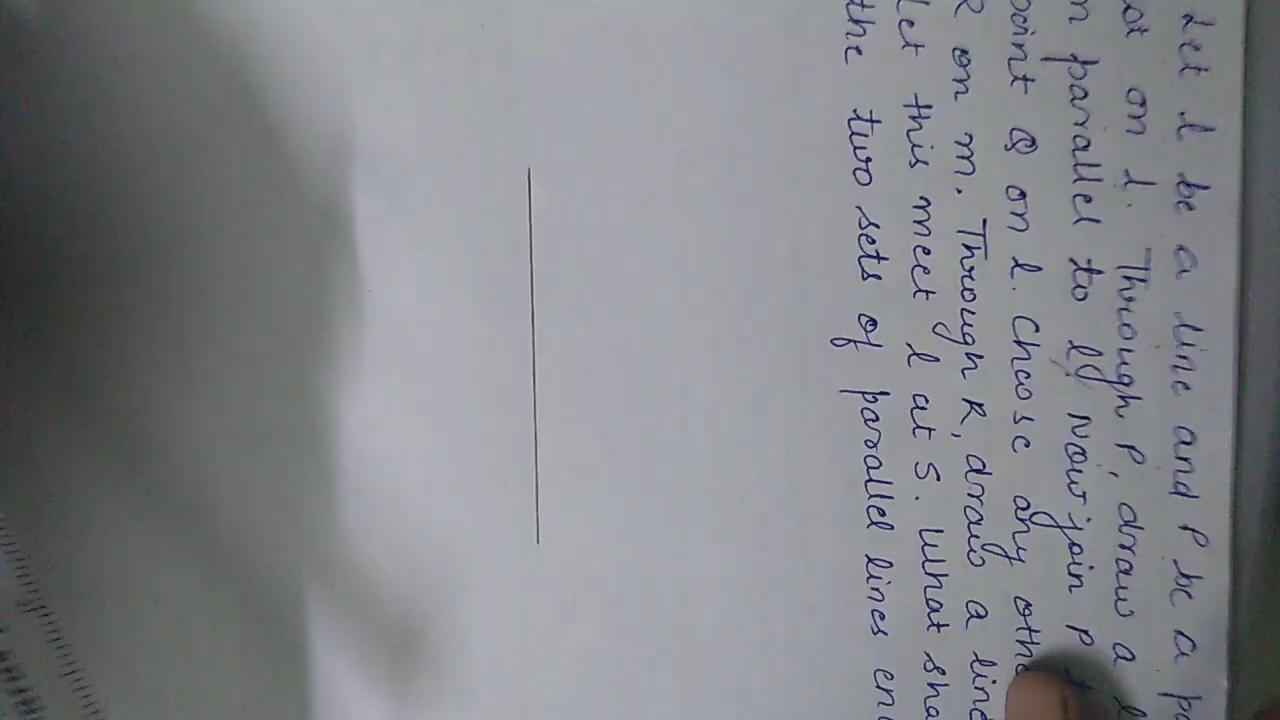 Let l be a line and P be a
not on l. Through P, draw a
m parallel to l. Now join P
point Q on l. Choose any othe
R on m. Through R, draw a line
Let this meet l at S. What sha
the two sets of parallel lines enc